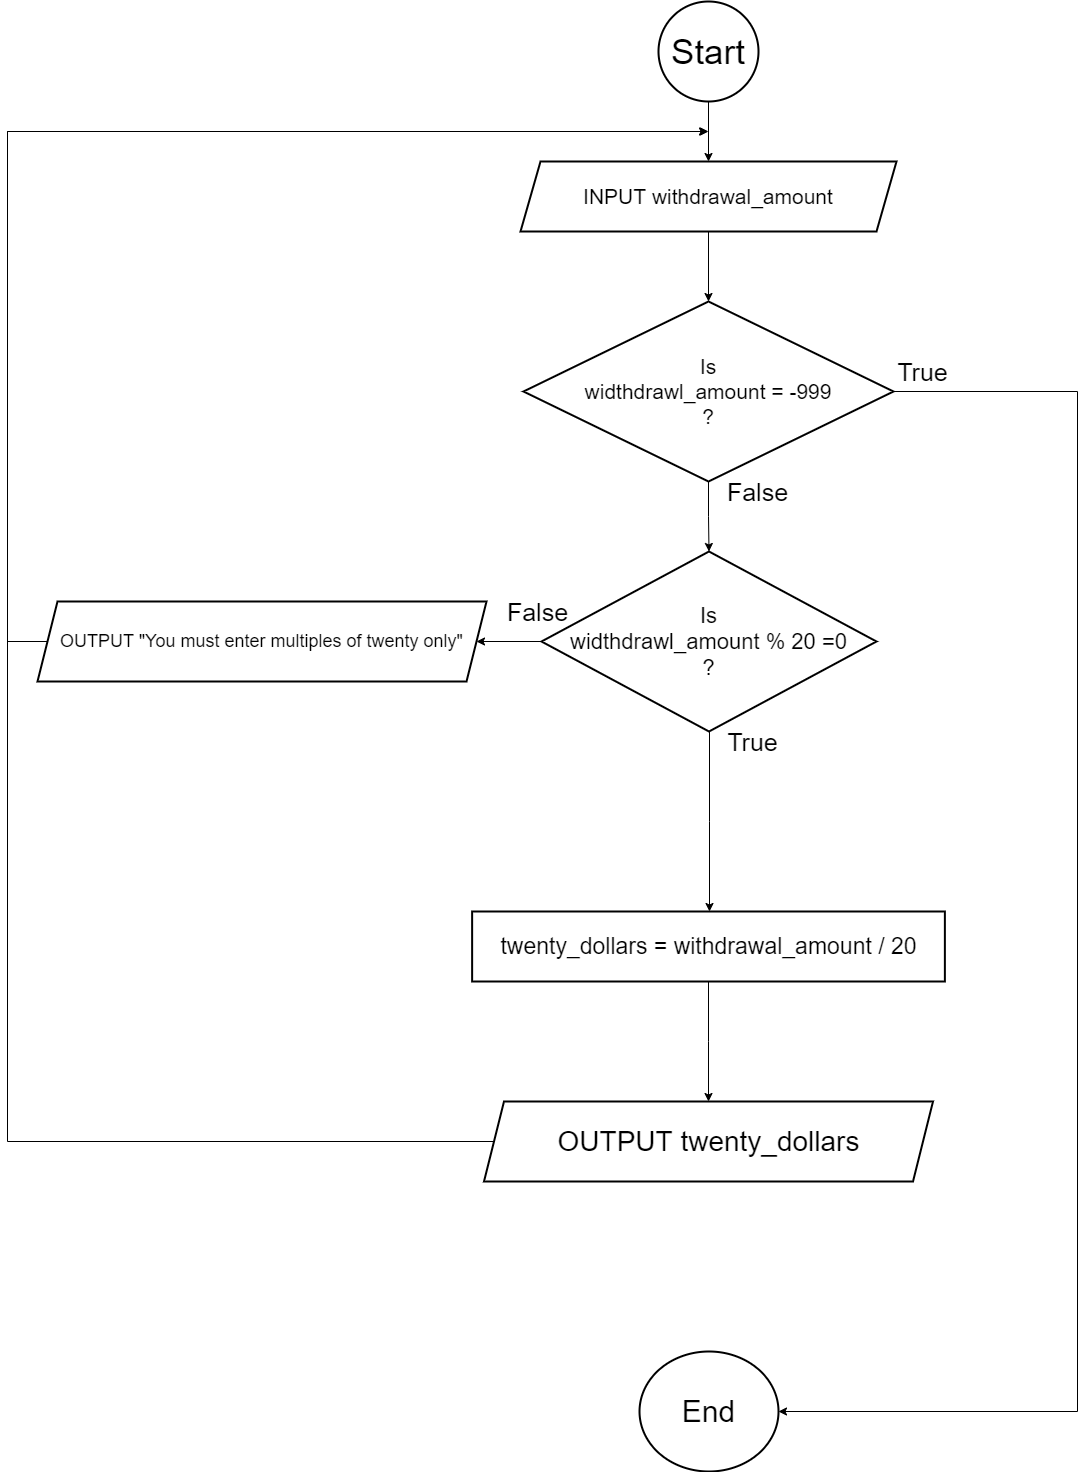 Start
INPUT withdrawal_amount
Is
widthdrawl_amount = -999
?
True
False
Is
widthdrawl_amount % 20 =0
?
False
OUTPUT "You must enter multiples of twenty only"
True
twenty_dollars = withdrawal_amount / 20
OUTPUT twenty_dollars
End